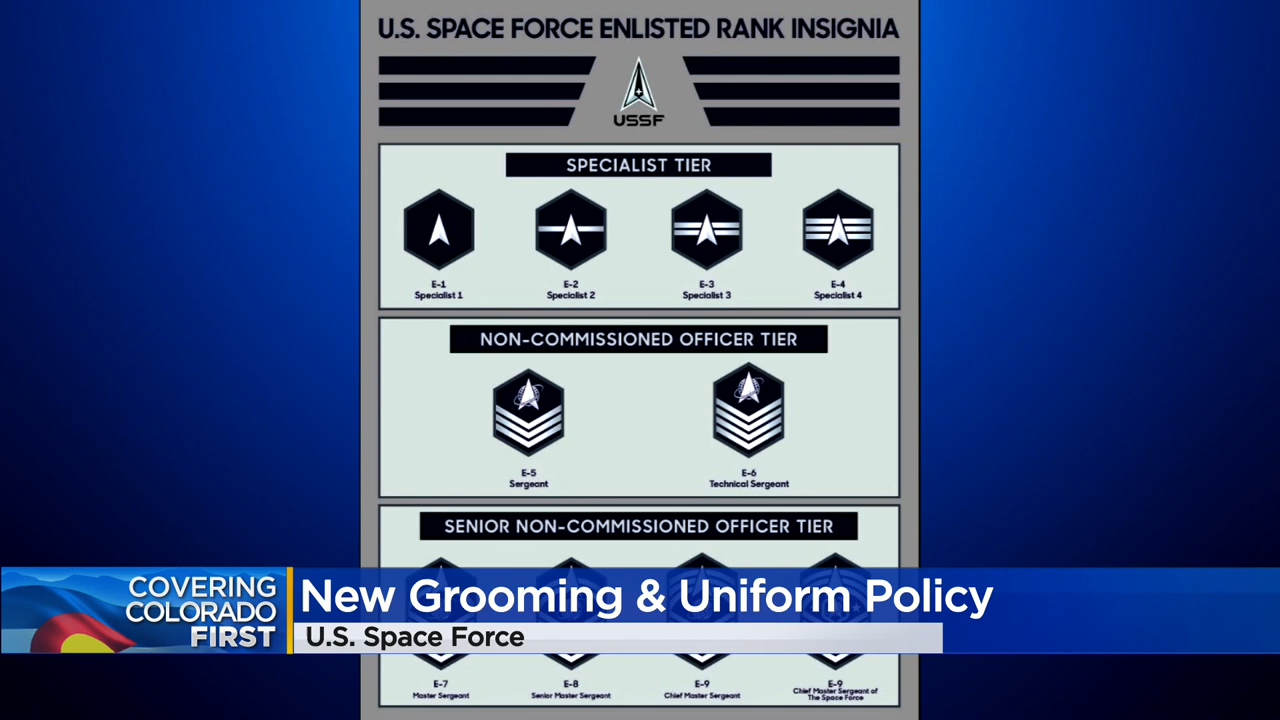 U.S. SPACE FORCE ENLISTED RANK INSIGNIA
USSF
SPECIALIST TIER
E-1
Specialist 1
E-2
Specialist 2
E-3
Specialist 3
E-4
Specialist 4
NON-COMMISSIONED OFFICER TIER
E-5
Sergeant
E-6
Technical Sergeant
SENIOR NON-COMMISSIONED OFFICER TIER
COVERING
COLORADO
FIRST
New Grooming & Uniform Policy
U.S. Space Force
E-7
Master Sergeant
E-8
Senior Master Sergeant
E-9
Chief Master Sergeant
E-9
Chief Master Sergeant of
The Space Force